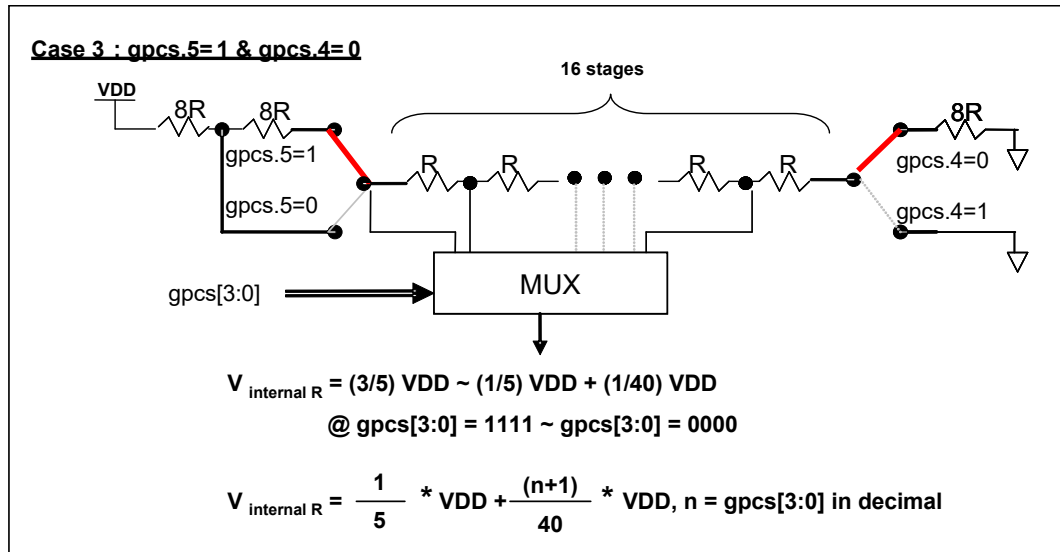 Case 3 : gpcs.5=1 & gpcs.4=0
16 stages
VDD
8R 8R 8R
gpcs.5=1 gpcs.4=0
R R R R
gpcs.5=0 gpcs.4=1
MUX
gpcs[3:0]
V internal R = (3/5) VDD ~ (1/5) VDD + (1/40) VDD
@ gpcs[3:0] = 1111 ~ gpcs[3:0] = 0000
V internal R = 1/5 * VDD + (n+1)/40 * VDD, n = gpcs[3:0] in decimal